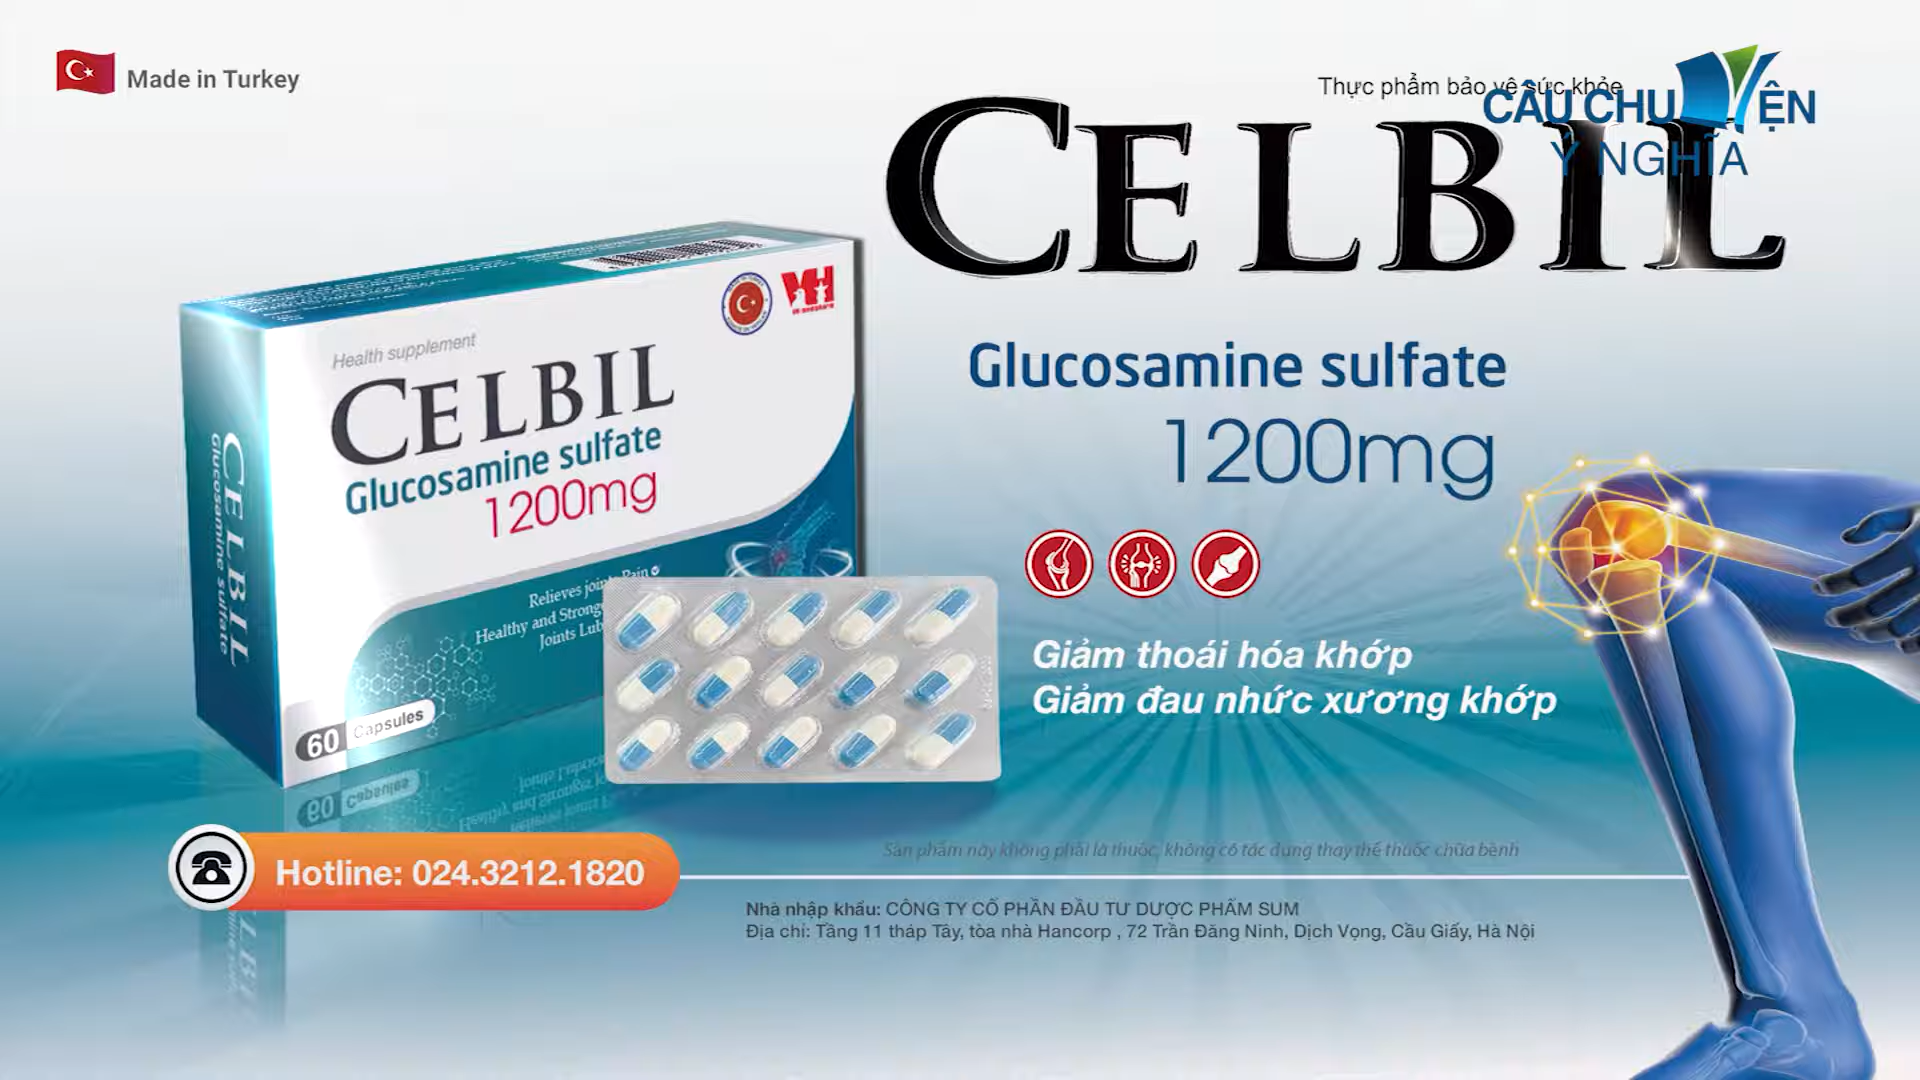 Made in Turkey
Thực phẩm bảo vệ sức khỏe
CÂU CHUYỆN
Ý NGHĨA
CELBIL
Glucosamine sulfate
1200mg
Health supplement
CELBIL
Glucosamine sulfate
1200mg
VH
CELBIL
Glucosamine sulfate
Relieves joints Pain
Healthy and Strong
Joints Lub
60 Capsules
Giảm thoái hóa khớp
Giảm đau nhức xương khớp
Sản phẩm này không phải là thuốc, không có tác dụng thay thế thuốc chữa bệnh
Hotline: 024.3212.1820
Nhà nhập khẩu: CÔNG TY CỔ PHẦN ĐẦU TƯ DƯỢC PHẨM SUM
Địa chỉ: Tầng 11 tháp Tây, tòa nhà Hancorp , 72 Trần Đăng Ninh, Dịch Vọng, Cầu Giấy, Hà Nội